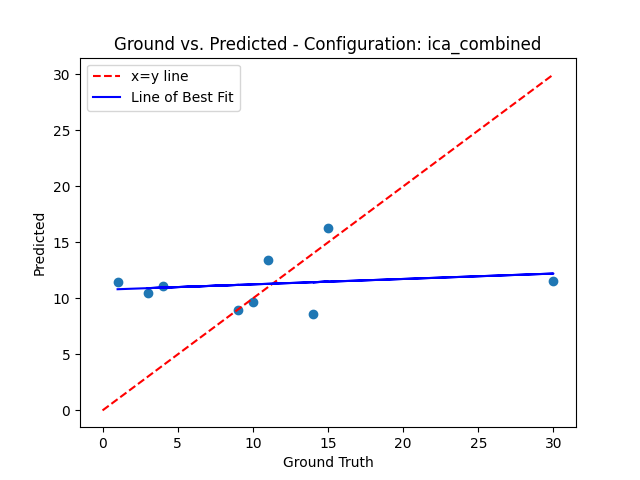 Ground vs. Predicted - Configuration: ica_combined
x=y line
Line of Best Fit
30
25
20
15
10
5
0
Predicted
0 5 10 15 20 25 30
Ground Truth